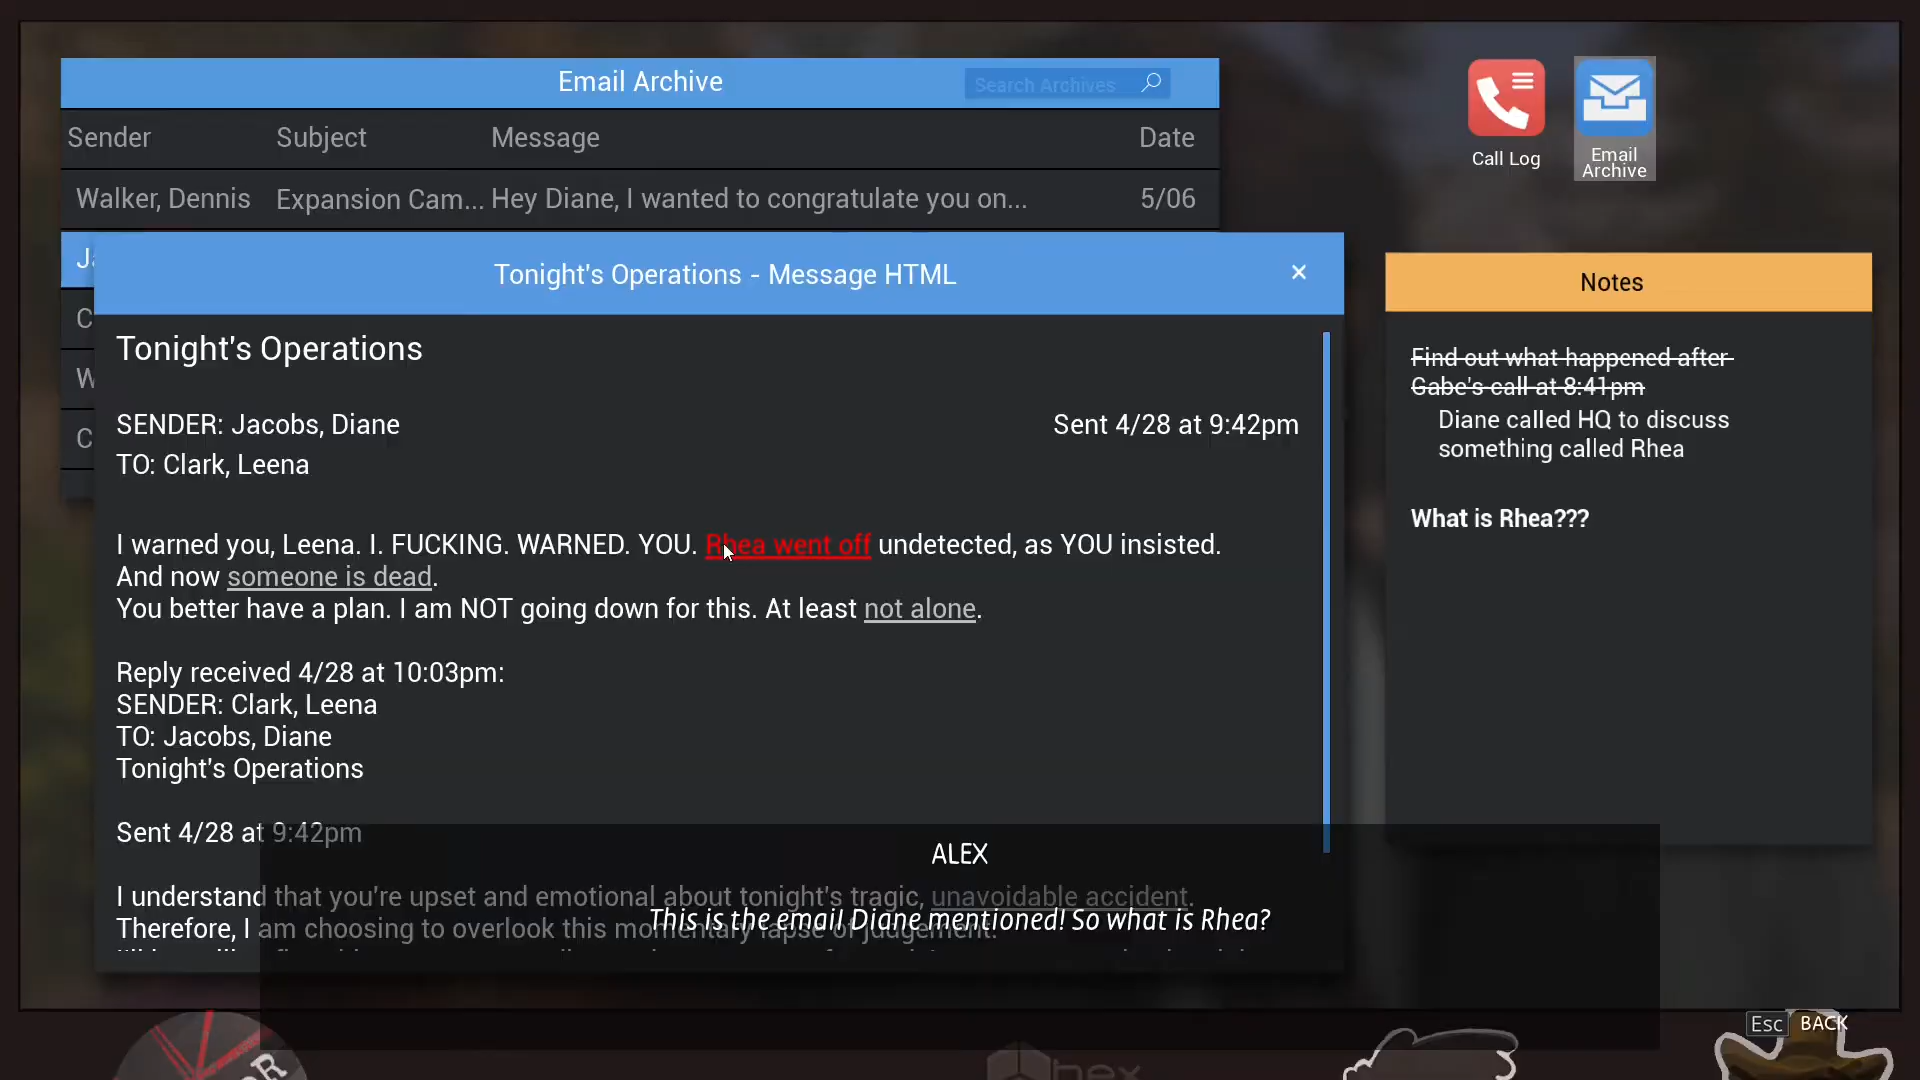 Email Archive
Search Archives
Call Log
Email
Archive
Sender Subject Message Date
Walker, Dennis Expansion Cam... Hey Diane, I wanted to congratulate you on... 5/06
Tonight's Operations - Message HTML
Tonight's Operations
SENDER: Jacobs, Diane Sent 4/28 at 9:42pm
TO: Clark, Leena
I warned you, Leena. I. FUCKING. WARNED. YOU. Rhea went off undetected, as YOU insisted.
And now someone is dead.
You better have a plan. I am NOT going down for this. At least not alone.
Reply received 4/28 at 10:03pm:
SENDER: Clark, Leena
TO: Jacobs, Diane
Tonight's Operations
Sent 4/28 at 9:42pm
I understand that you're upset and emotional about tonight's tragic, unavoidable accident.
Therefore, I am choosing to overlook this momentary lapse of judgement.
Notes
Find out what happened after
Gabe's call at 8:41pm
Diane called HQ to discuss
something called Rhea
What is Rhea???
ALEX
This is the email Diane mentioned! So what is Rhea?
Esc BACK